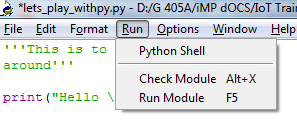 *lets_play_withpy.py - D:/G 405A/iMP dOCS/IoT Train
File Edit Format Run Options Window Help
'''This is to
around'''
print("Hello \
Python Shell
Check Module Alt+X
Run Module F5